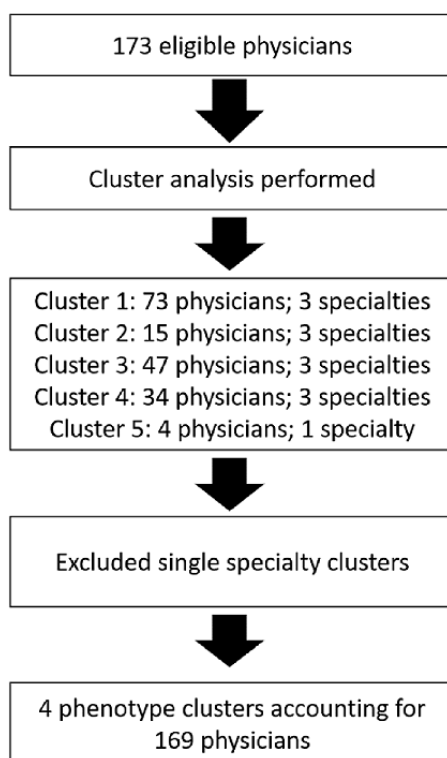 173 eligible physicians
Cluster analysis performed
Cluster 1: 73 physicians; 3 specialties
Cluster 2: 15 physicians; 3 specialties
Cluster 3: 47 physicians; 3 specialties
Cluster 4: 34 physicians; 3 specialties
Cluster 5: 4 physicians; 1 specialty
Excluded single specialty clusters
4 phenotype clusters accounting for
169 physicians